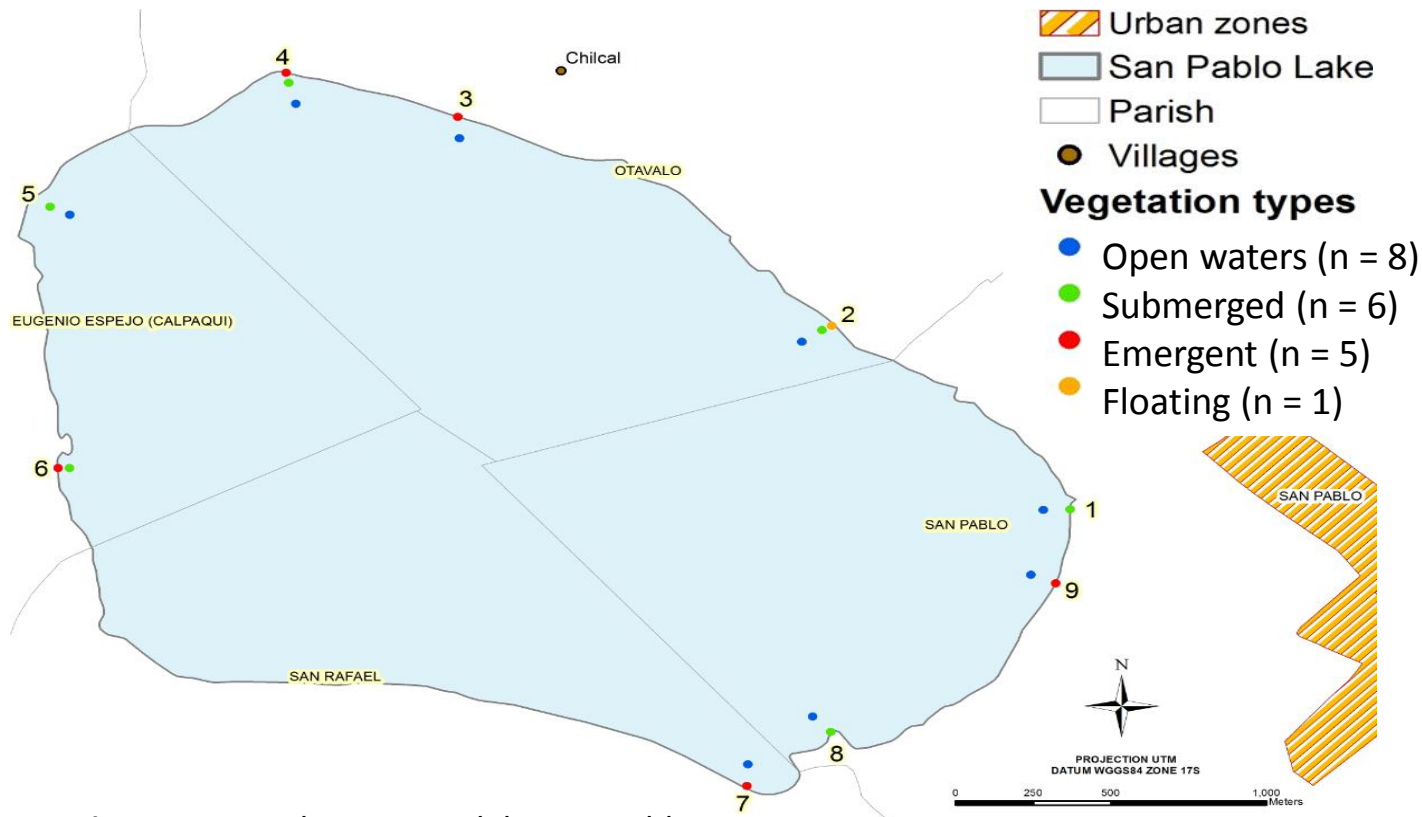 Urban zones
San Pablo Lake
Parish
Villages
Vegetation types
Open waters (n = 8)
Submerged (n = 6)
Emergent (n = 5)
Floating (n = 1)
4
Chilcal
3
OTAVALO
5
EUGENIO ESPEJO (CALPAQUI)
2
6
SAN PABLO
SAN PABLO
1
9
SAN RAFAEL
N
8
7
PROJECTION UTM
DATUM WGGS84 ZONE 17S
0 250 500 1,000
Meters